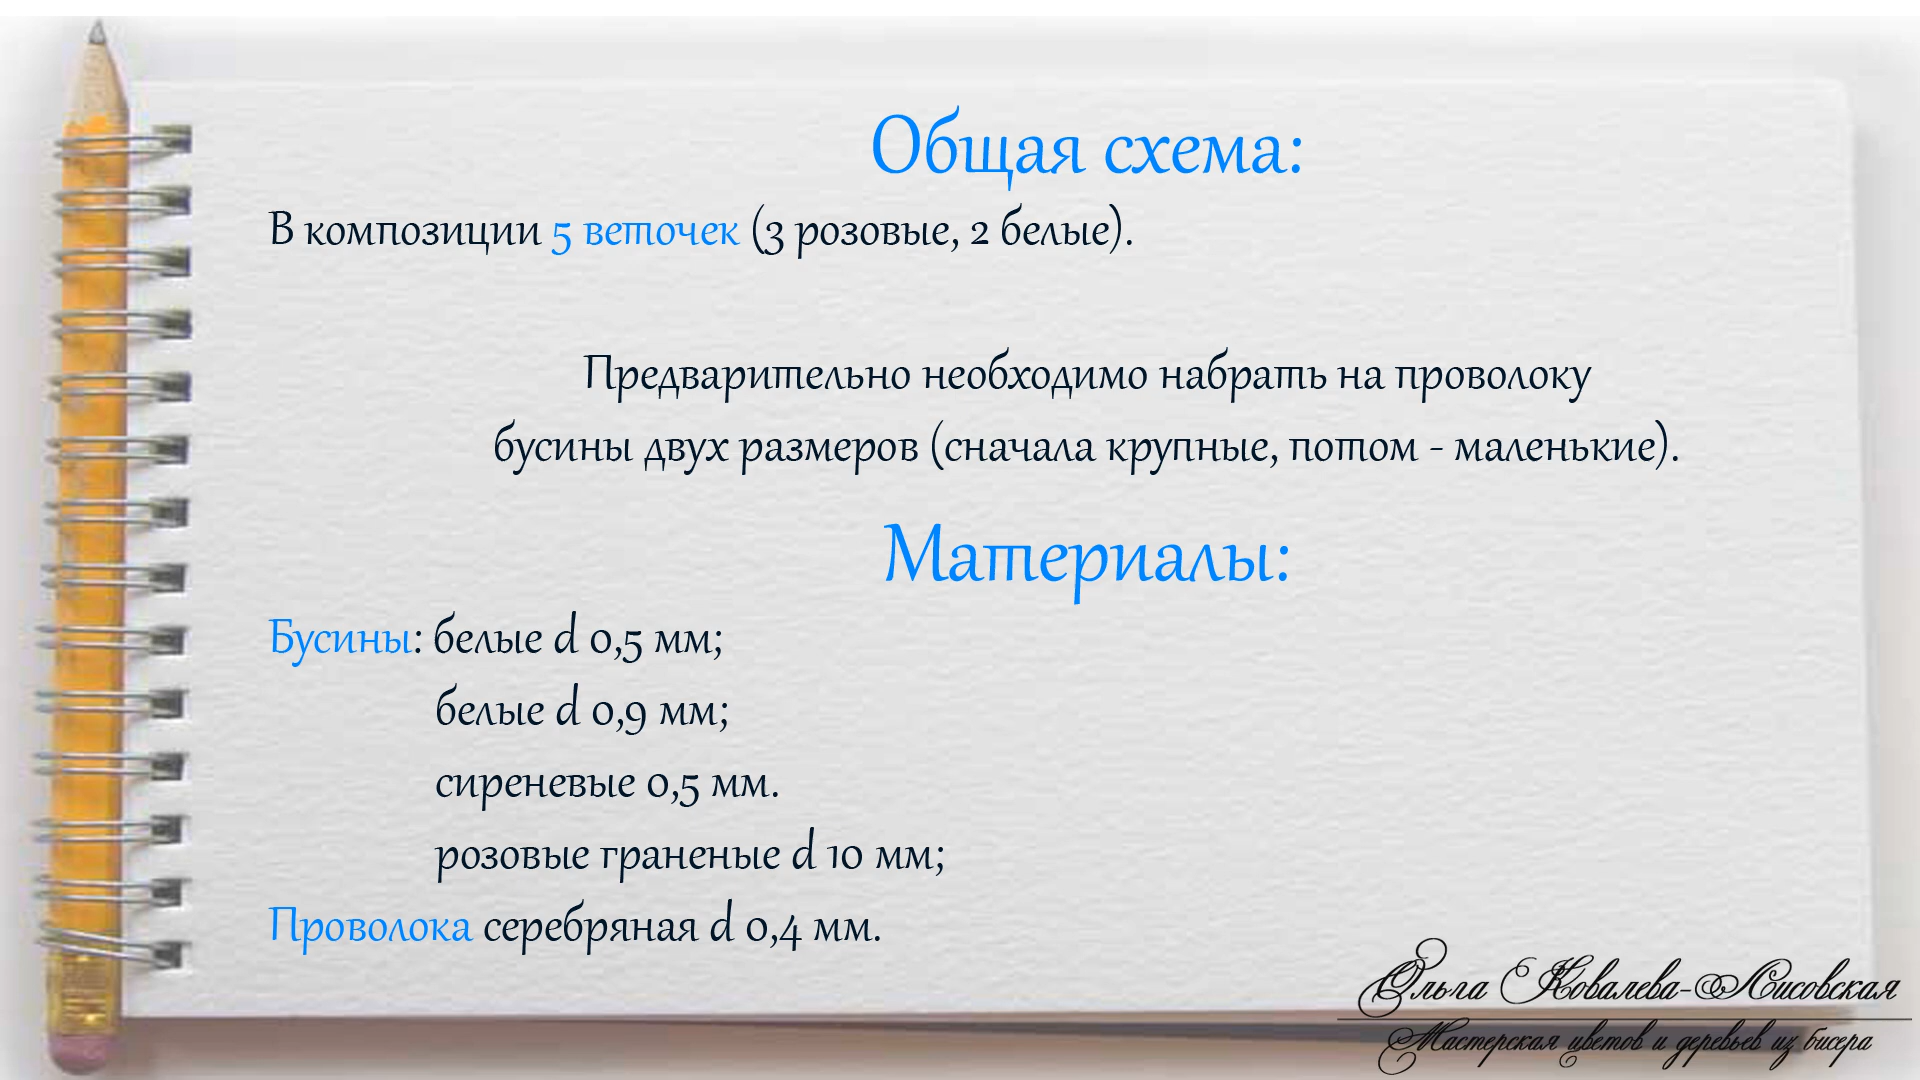 Общая схема:
В композиции 5 веточек (3 розовые, 2 белые).
Предварительно необходимо набрать на проволоку
бусины двух размеров (сначала крупные, потом - маленькие).
Материалы:
Бусины: белые d 0,5 мм;
белые d 0,9 мм;
сиреневые 0,5 мм.
розовые граненые d 10 мм;
Проволока серебряная d 0,4 мм.
Ольга Ковалева-Лисовская
Мастерская цветов и деревьев из бисера